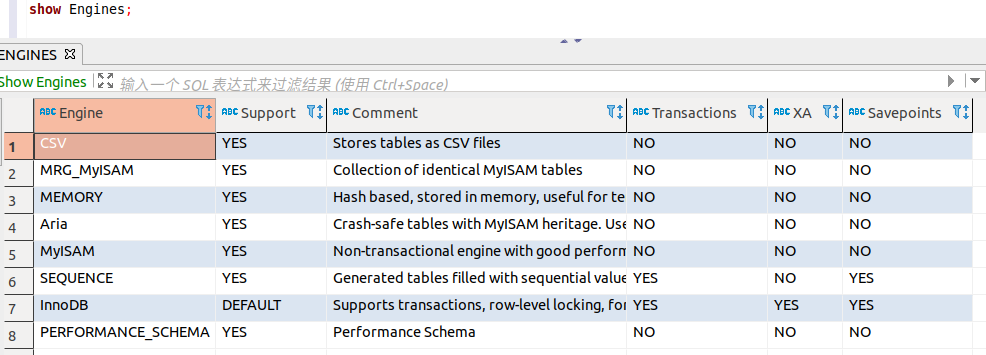 show Engines;
ENGINES
Show Engines 输入一个 SQL 表达式来过滤结果 (使用 Ctrl+Space)
ABC Engine ABC Support ABC Comment ABC Transactions ABC XA ABC Savepoints
1 CSV YES Stores tables as CSV files NO NO NO
2 MRG_MyISAM YES Collection of identical MyISAM tables NO NO NO
3 MEMORY YES Hash based, stored in memory, useful for te NO NO NO
4 Aria YES Crash-safe tables with MyISAM heritage. Use NO NO NO
5 MyISAM YES Non-transactional engine with good perform NO NO NO
6 SEQUENCE YES Generated tables filled with sequential value YES NO YES
7 InnoDB DEFAULT Supports transactions, row-level locking, for YES YES YES
8 PERFORMANCE_SCHEMA YES Performance Schema NO NO NO